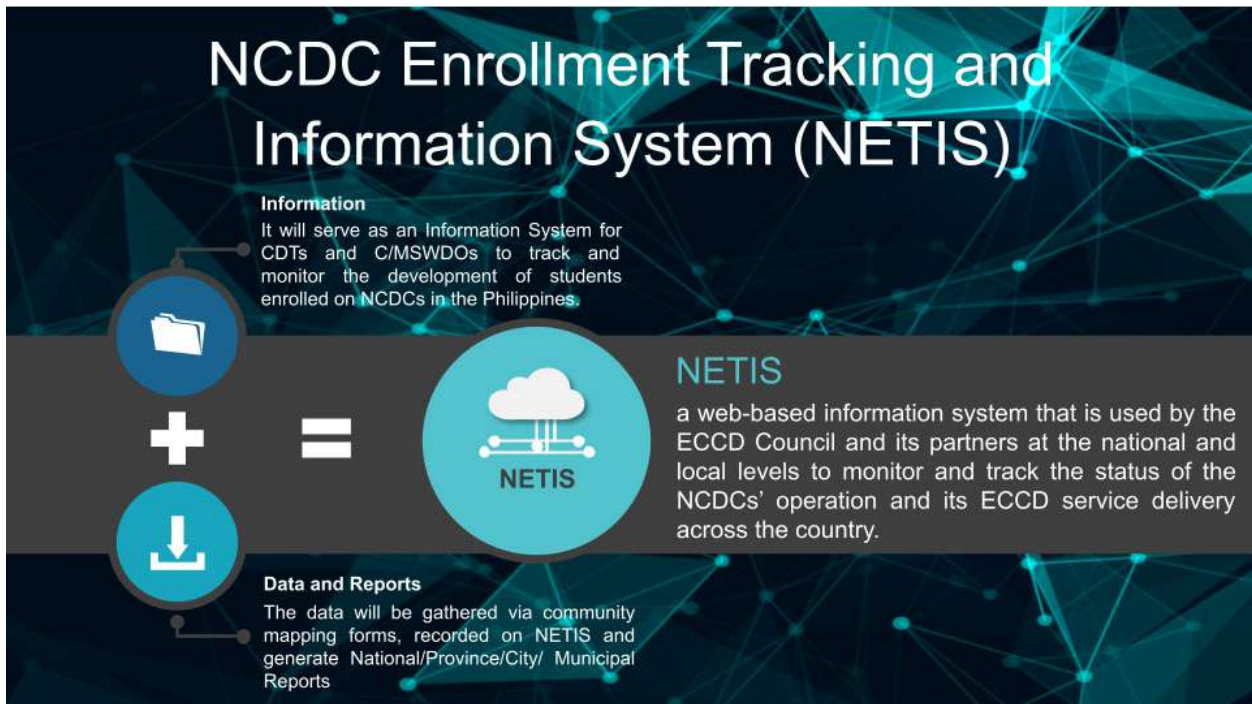 NCDC Enrollment Tracking and
Information System (NETIS)
Information
It will serve as an Information System for
CDTs and C/MSWDOs to track and
monitor the development of students
enrolled on NCDCs in the Philippines.
NETIS
NETIS
a web-based information system that is used by the
ECCD Council and its partners at the national and
local levels to monitor and track the status of the
NCDCs’ operation and its ECCD service delivery
across the country.
Data and Reports
The data will be gathered via community
mapping forms, recorded on NETIS and
generate National/Province/City/ Municipal
Reports